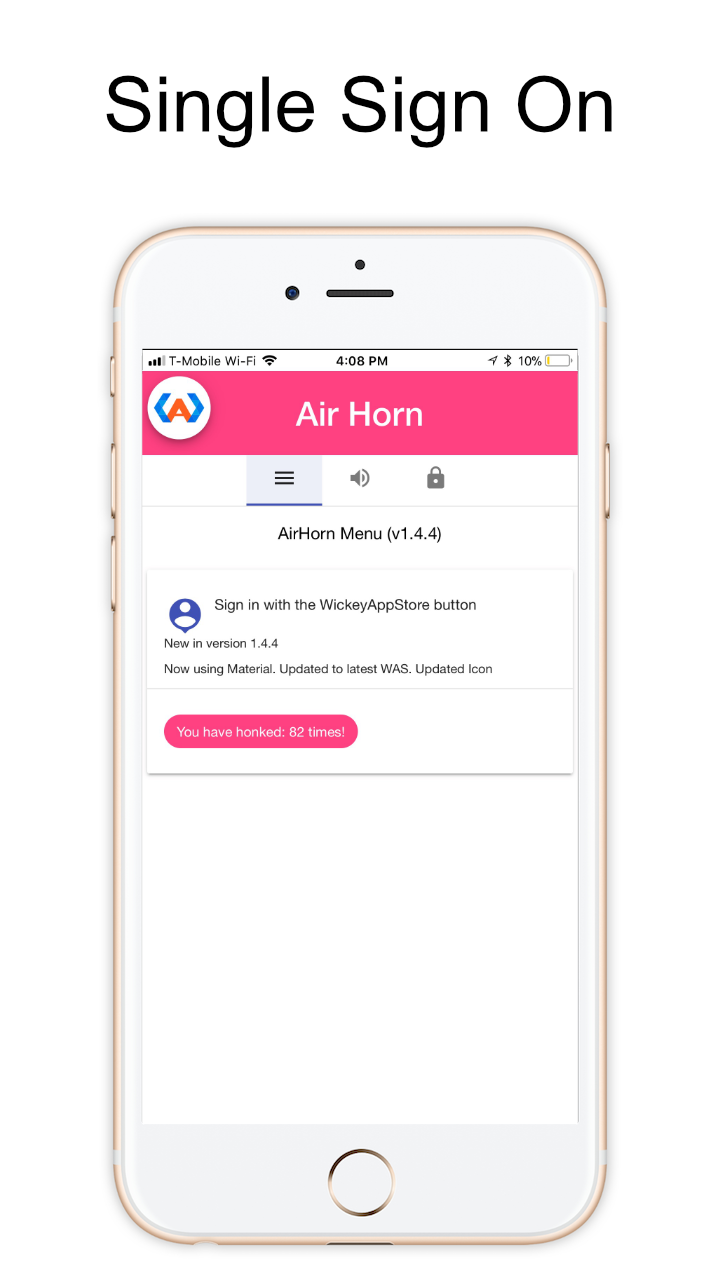 Single Sign On
T-Mobile Wi-Fi 4:08 PM 10%
A
Air Horn
AirHorn Menu (v1.4.4)
Sign in with the WickeyAppStore button
New in version 1.4.4
Now using Material. Updated to latest WAS. Updated Icon
You have honked: 82 times!